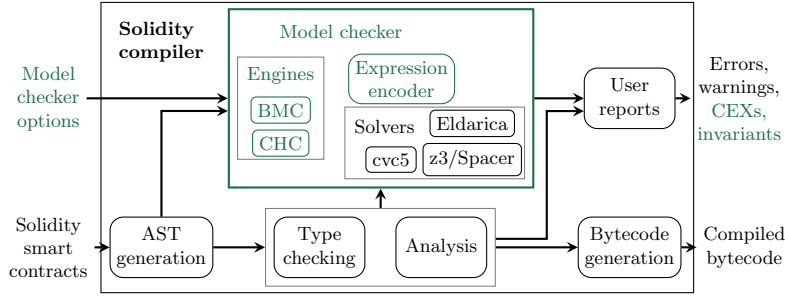 Solidity
compiler
Model checker
Model
checker
options
Engines
BMC
CHC
Expression
encoder
Solvers
Eldarica
cvc5
z3/Spacer
User
reports
Errors,
warnings,
CEXs,
invariants
Solidity
smart
contracts
AST
generation
Type
checking
Analysis
Bytecode
generation
Compiled
bytecode